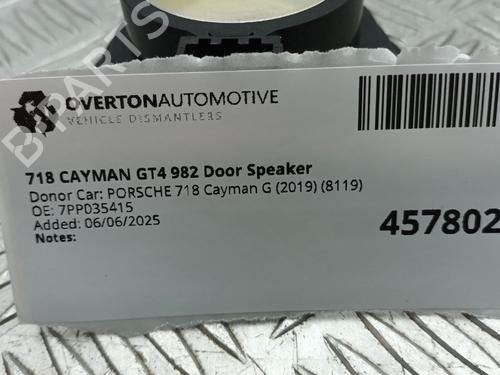 OVERTONAUTOMOTIVE
VEHICLE DISMANTLERS
718 CAYMAN GT4 982 Door Speaker
Donor Car: PORSCHE 718 Cayman G (2019) (8119)
OE: 7PP035415
Added: 06/06/2025
Notes:
457802
BPARTS